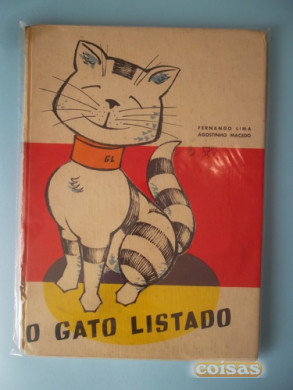 FERNANDO LIMA
AGOSTINHO MACEDO
GL
O GATO LISTADO
coisas